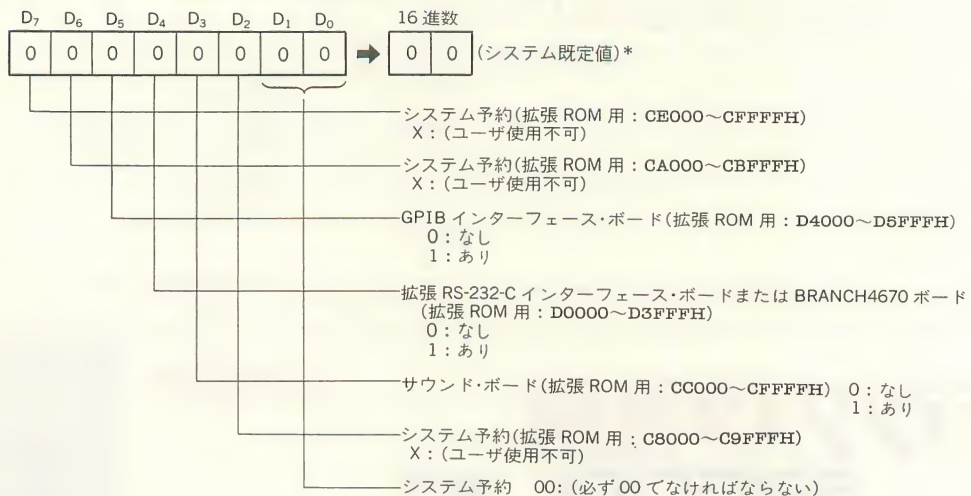 D₇ D₆ D₅ D₄ D₃ D₂ D₁ D₀ 16進数
0 0 0 0 0 0 0 0 ➡ 0 0 (システム既定値)*
システム予約(拡張 ROM 用：CE000〜CFFFFH)
X：(ユーザ使用不可)
システム予約(拡張 ROM 用：CA000〜CBFFFH)
X：(ユーザ使用不可)
GPIB インターフェース・ボード(拡張 ROM 用：D4000〜D5FFFH)
0：なし
1：あり
拡張 RS-232-C インターフェース・ボードまたは BRANCH4670 ボード
(拡張 ROM 用：D0000〜D3FFFH)
0：なし
1：あり
サウンド・ボード(拡張 ROM 用：CC000〜CFFFFH) 0：なし
1：あり
システム予約(拡張 ROM 用：C8000〜C9FFFH)
X：(ユーザ使用不可)
システム予約 00：(必ず 00 でなければならない)